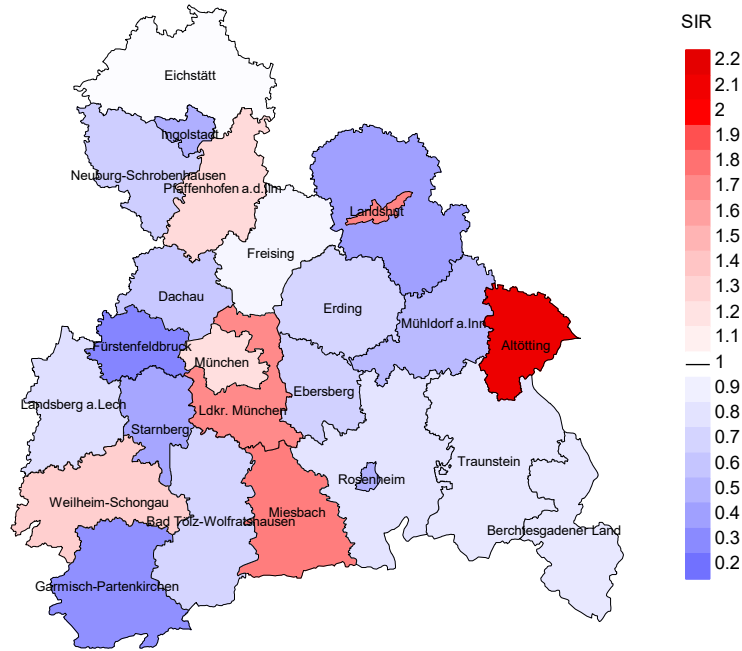 SIR
2.2
2.1
2
1.9
1.8
1.7
1.6
1.5
1.4
1.3
1.2
1.1
1
0.9
0.8
0.7
0.6
0.5
0.4
0.3
0.2
Eichstätt
Ingolstadt
Neuburg-Schrobenhausen
Pfaffenhofen a.d.Ilm
Landshut
Freising
Dachau
Erding
Mühldorf a.Inn
Altötting
Fürstenfeldbruck
München
Ebersberg
Landsberg a.Lech
Ldkr. München
Starnberg
Traunstein
Rosenheim
Weilheim-Schongau
Miesbach
Bad Tölz-Wolfratshausen
Berchtesgadener Land
Garmisch-Partenkirchen